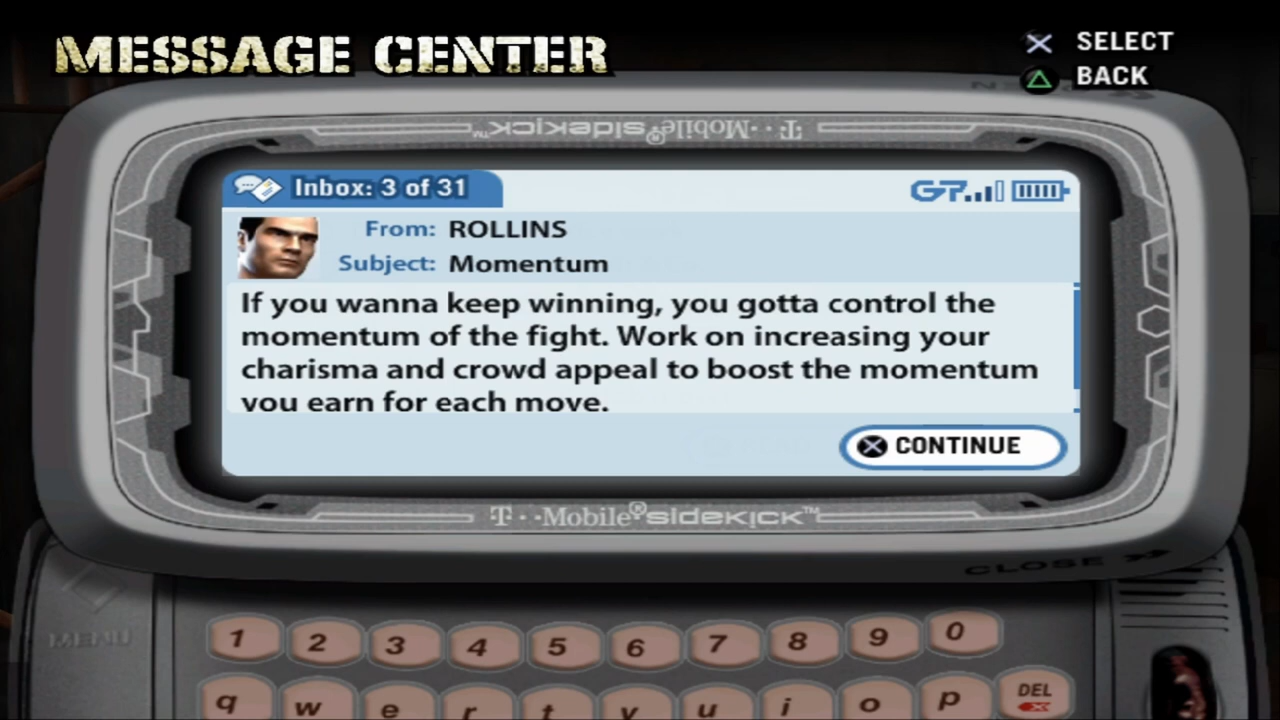 MESSAGE CENTER
SELECT
BACK
T··Mobile®sidekick™
Inbox: 3 of 31
From: ROLLINS
Subject: Momentum
If you wanna keep winning, you gotta control the
momentum of the fight. Work on increasing your
charisma and crowd appeal to boost the momentum
you earn for each move.
CONTINUE
T··Mobile®sidekick™
CLOSE
MENU
1 2 3 4 5 6 7 8 9 0
q w e r t y u i o p DEL